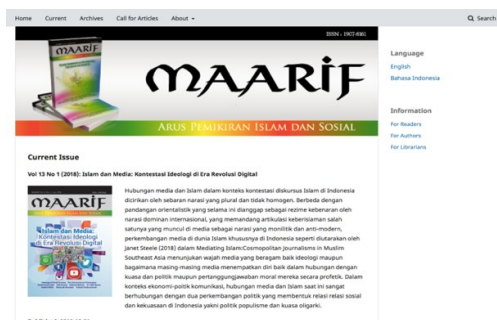 Home Current Archives Call for Articles About
Search
ISSN : 1907-8161
MAARIF
MAARIF
ARUS PEMIKIRAN ISLAM DAN SOSIAL
Language
English
Bahasa Indonesia
Information
For Readers
For Authors
For Librarians
Current Issue
Vol 13 No 1 (2018): Islam dan Media: Kontestasi Ideologi di Era Revolusi Digital
MAARIF
Islam dan Media:
Kontestasi Ideologi
di Era Revolusi Digital
Hubungan media dan Islam dalam konteks kontestasi diskursus Islam di Indonesia
dicirikan oleh sebaran narasi yang plural dan tidak homogen. Berbeda dengan
pandangan orientalistik yang selama ini dianggap sebagai rezime kebenaran oleh
narasi dominan internasional, yang memandang artikulasi keberislaman salah
satunya yang muncul di media sebagai narasi yang monilitik dan anti-modern,
perkembangan media di dunia Islam khususnya di Indonesia seperti diutarakan oleh
Janet Steele (2018) dalam Mediating Islam:Cosmopolitan Journalisms in Muslim
Southeast Asia menunjukan wajah media yang beragam baik ideologi maupun
bagaimana masing-masing media menempatkan diri baik dalam hubungan dengan
kuasa dan politik maupun pertanggungjawaban moral mereka secara profetik. Dalam
konteks ekonomi-poitik komunikasi, hubungan media dan Islam saat ini sangat
berhubungan dengan dua perkembangan politik yang membentuk relasi relasi sosial
dan kekuasaan di Indonesia yakni politik populisme dan kuasa oligarki.